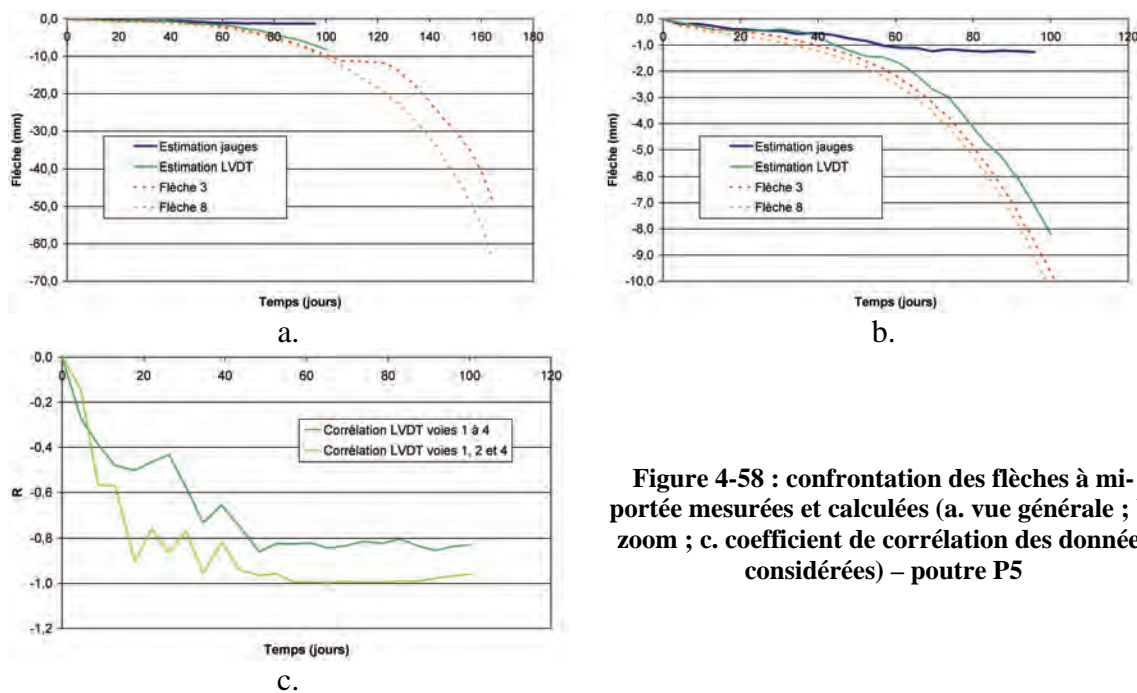 0,0
0 20 40 60 80 100 120 140 160 180
-10,0
-20,0
-30,0
-40,0
-50,0
-60,0
-70,0
Flèche (mm)
Estimation jauges
Estimation LVDT
Flèche 3
Flèche 8
Temps (jours)
a.
0,0
0 20 40 60 80 100 120
-1,0
-2,0
-3,0
-4,0
-5,0
-6,0
-7,0
-8,0
-9,0
-10,0
Flèche (mm)
Estimation jauges
Estimation LVDT
Flèche 3
Flèche 8
Temps (jours)
b.
0,0
0 20 40 60 80 100 120
-0,2
-0,4
-0,6
-0,8
-1,0
-1,2
R
Corrélation LVDT voies 1 à 4
Corrélation LVDT voies 1, 2 et 4
Temps (jours)
c.
Figure 4-58 : confrontation des flèches à mi-
portée mesurées et calculées (a. vue générale ;
zoom ; c. coefficient de corrélation des donnée
considérées) – poutre P5